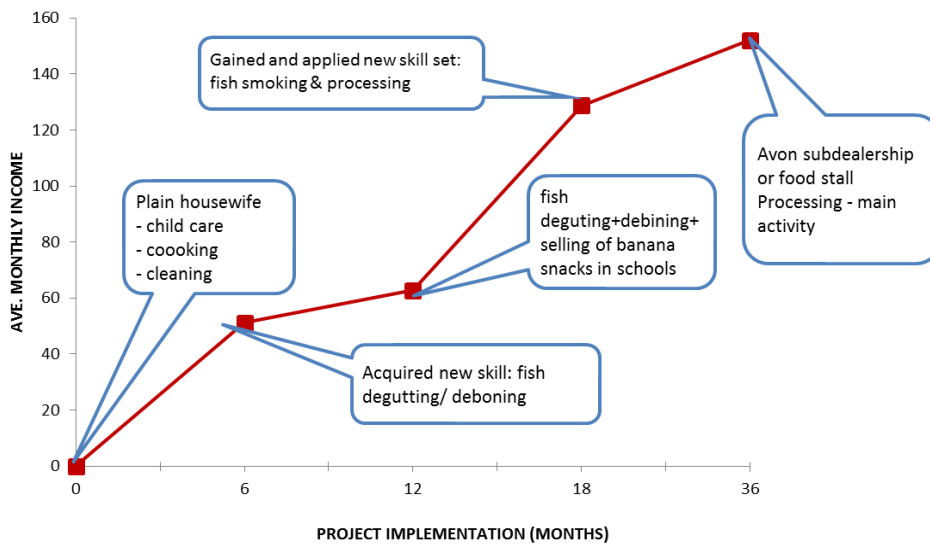 160
140
120
100
80
60
40
20
0
AVE. MONTHLY INCOME
Gained and applied new skill set:
fish smoking & processing
Plain housewife
- child care
- coooking
- cleaning
fish
deguting+debining+
selling of banana
snacks in schools
Avon subdealership
or food stall
Processing - main
activity
Acquired new skill: fish
degutting/ deboning
0 6 12 18 36
PROJECT IMPLEMENTATION (MONTHS)